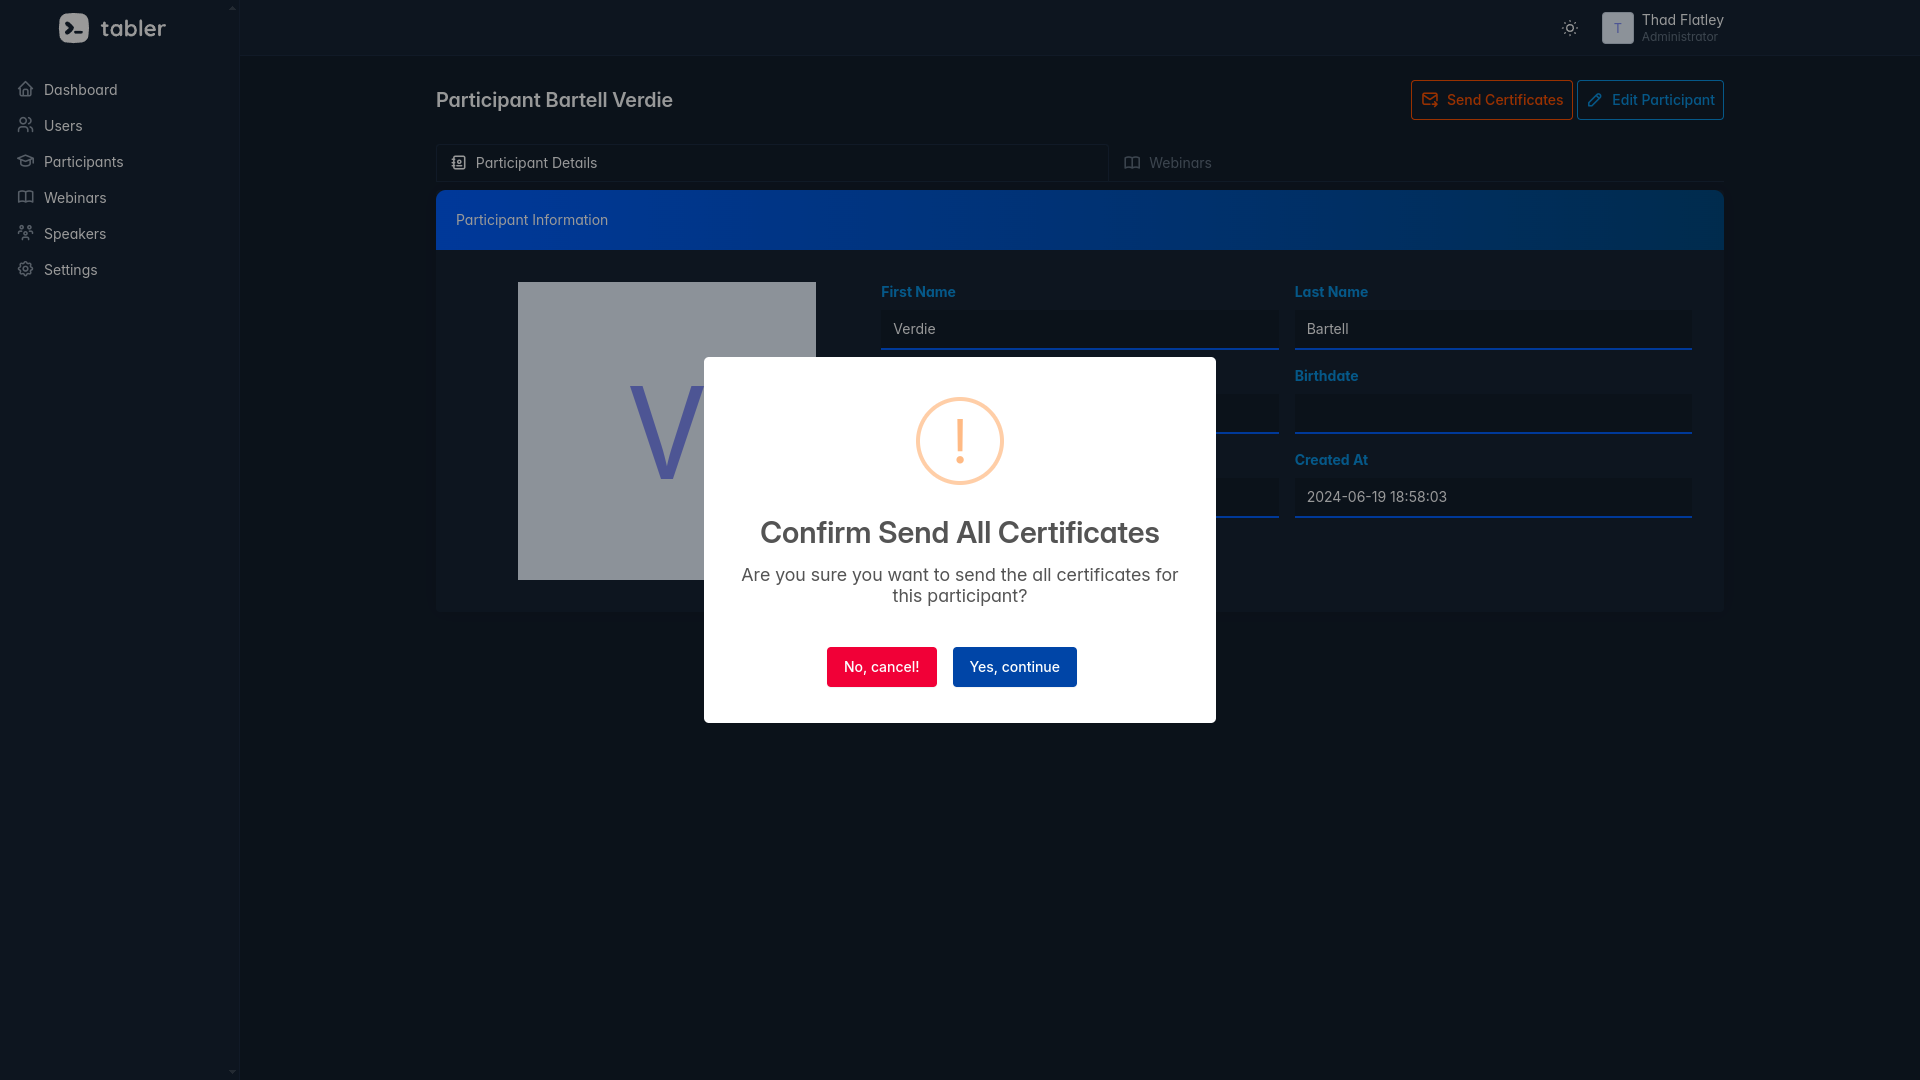 tabler
Thad Flatley
T
Administrator
Dashboard
Users
Participants
Webinars
Speakers
Settings
Participant Bartell Verdie
Send Certificates
Edit Participant
Participant Details
Webinars
Participant Information
V
First Name
Verdie
Last Name
Bartell
Birthdate
Created At
2024-06-19 18:58:03
!
Confirm Send All Certificates
Are you sure you want to send the all certificates for
this participant?
No, cancel!
Yes, continue